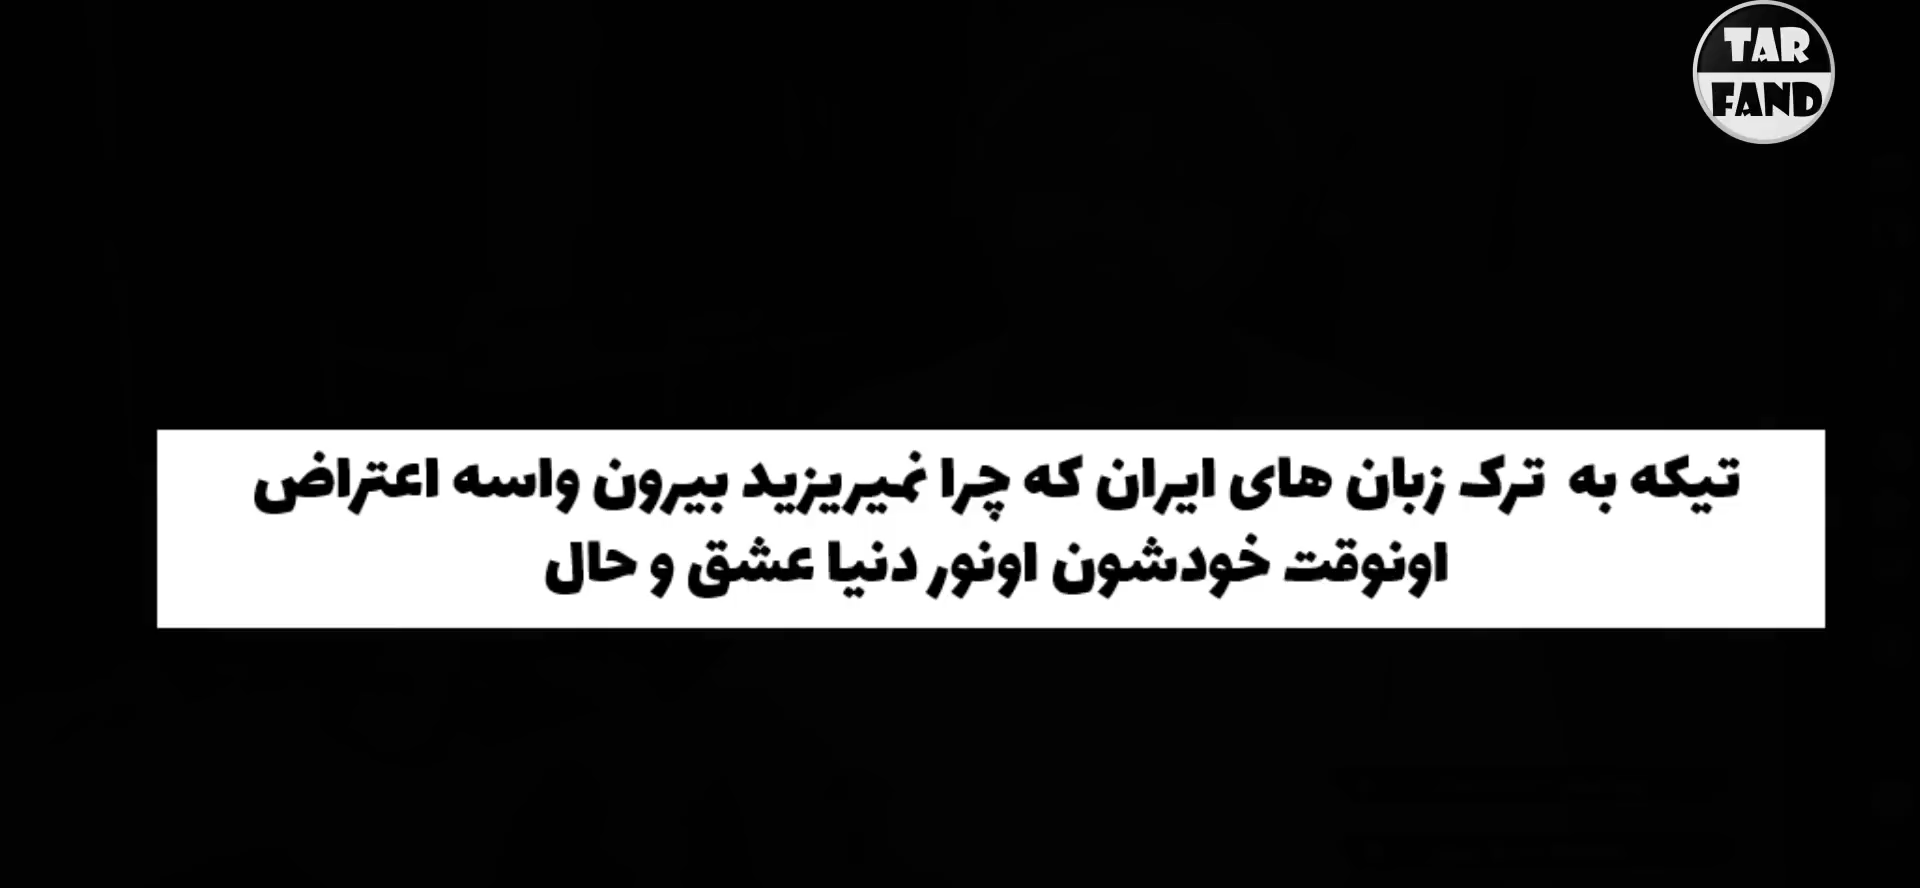 TAR
FAND
تیکه به ترک زبان های ایران که چرا نمیریزید بیرون واسه اعتراض
اونوقت خودشون اونور دنیا عشق و حال